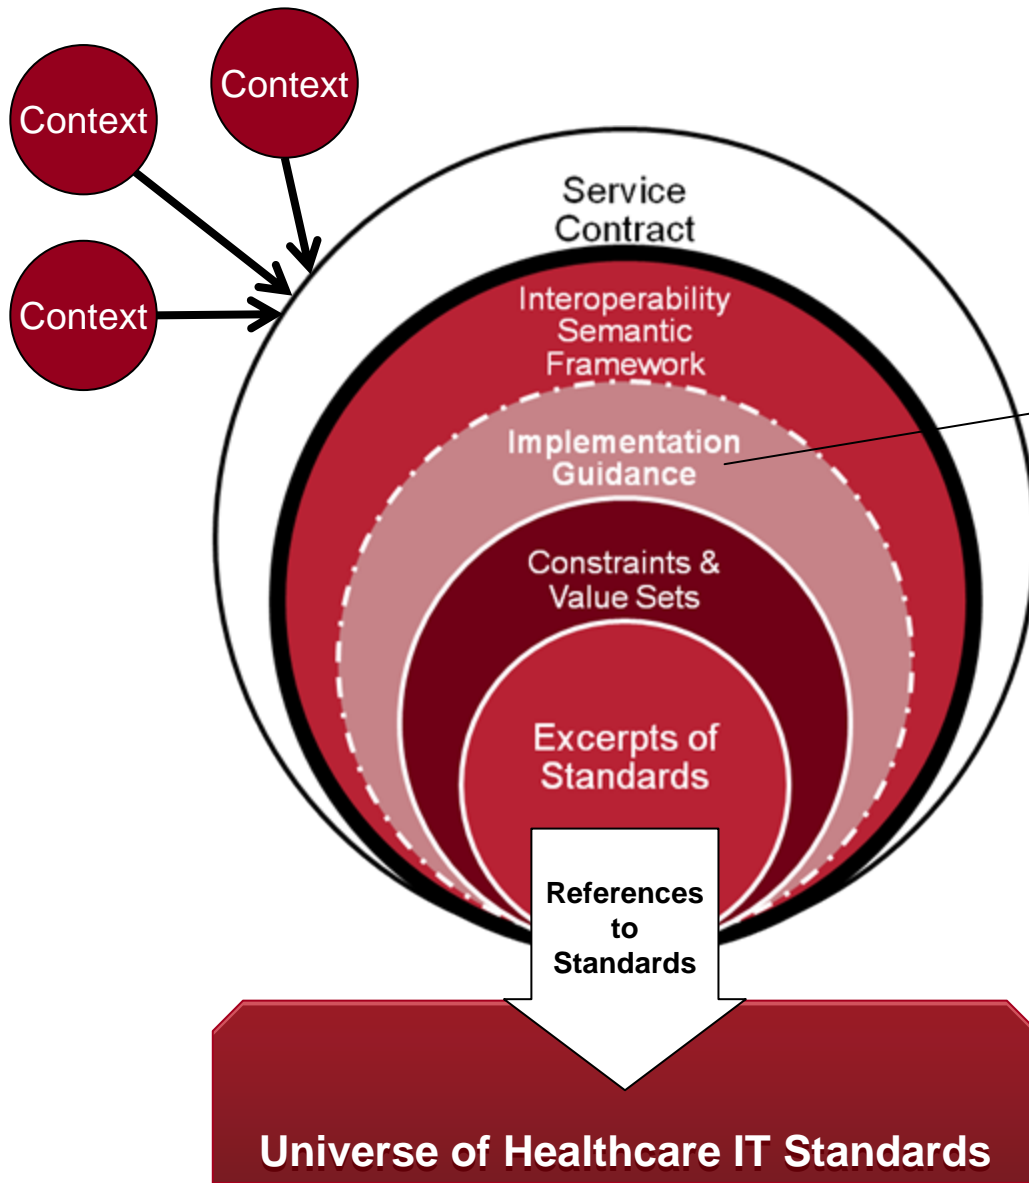 Context
Context
Context
Service
Contract
Interoperability
Semantic
Framework
Implementation
Guidance
Constraints &
Value Sets
Excerpts of
Standards
References
to
Standards
Universe of Healthcare IT Standards